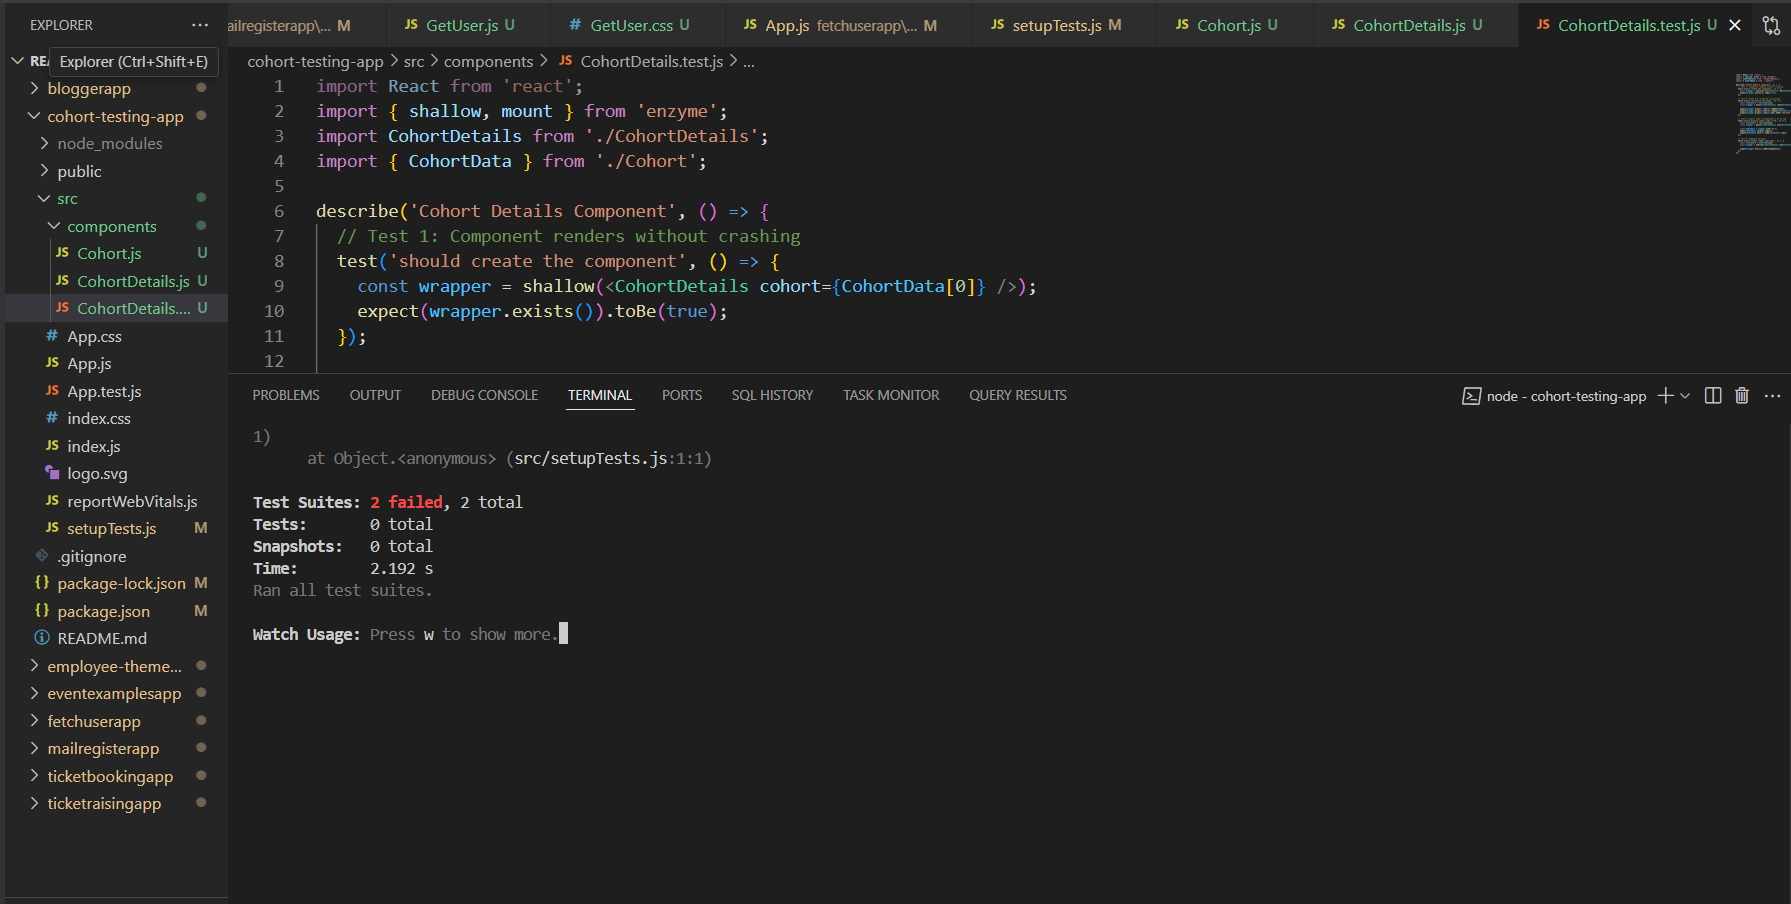 EXPLORER ...
Explorer (Ctrl+Shift+E)
bloggerapp
cohort-testing-app
node_modules
public
src
components
JS Cohort.js U
JS CohortDetails.js U
JS CohortDetails.... U
# App.css
JS App.js
JS App.test.js
# index.css
JS index.js
logo.svg
JS reportWebVitals.js
JS setupTests.js M
.gitignore
{} package-lock.json M
{} package.json M
README.md
employee-theme...
eventexamplesapp
fetchuserapp
mailregisterapp
ticketbookingapp
ticketraisingapp
ailregisterapp\... M
JS GetUser.js U
# GetUser.css U
JS App.js fetchuserapp\... M
JS setupTests.js M
JS Cohort.js U
JS CohortDetails.js U
JS CohortDetails.test.js U
cohort-testing-app > src > components > JS CohortDetails.test.js > ...
1 import React from 'react';
2 import { shallow, mount } from 'enzyme';
3 import CohortDetails from './CohortDetails';
4 import { CohortData } from './Cohort';
5
6 describe('Cohort Details Component', () => {
7 // Test 1: Component renders without crashing
8 test('should create the component', () => {
9 const wrapper = shallow(<CohortDetails cohort={CohortData[0]} />);
10 expect(wrapper.exists()).toBe(true);
11 });
12
PROBLEMS OUTPUT DEBUG CONSOLE TERMINAL PORTS SQL HISTORY TASK MONITOR QUERY RESULTS
node - cohort-testing-app
1)
at Object.<anonymous> (src/setupTests.js:1:1)
Test Suites: 2 failed, 2 total
Tests: 0 total
Snapshots: 0 total
Time: 2.192 s
Ran all test suites.
Watch Usage: Press w to show more.